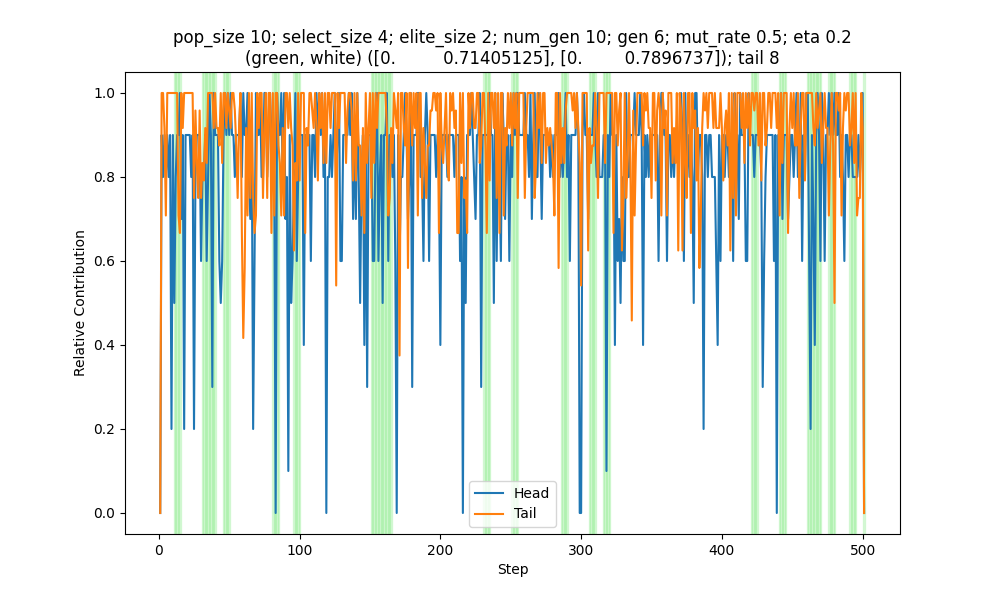 pop_size 10; select_size 4; elite_size 2; num_gen 10; gen 6; mut_rate 0.5; eta 0.2
(green, white) ([0.         0.71405125], [0.        0.7896737]); tail 8
1.0
0.8
0.6
0.4
0.2
0.0
Relative Contribution
Head
Tail
0
100
200
300
400
500
Step